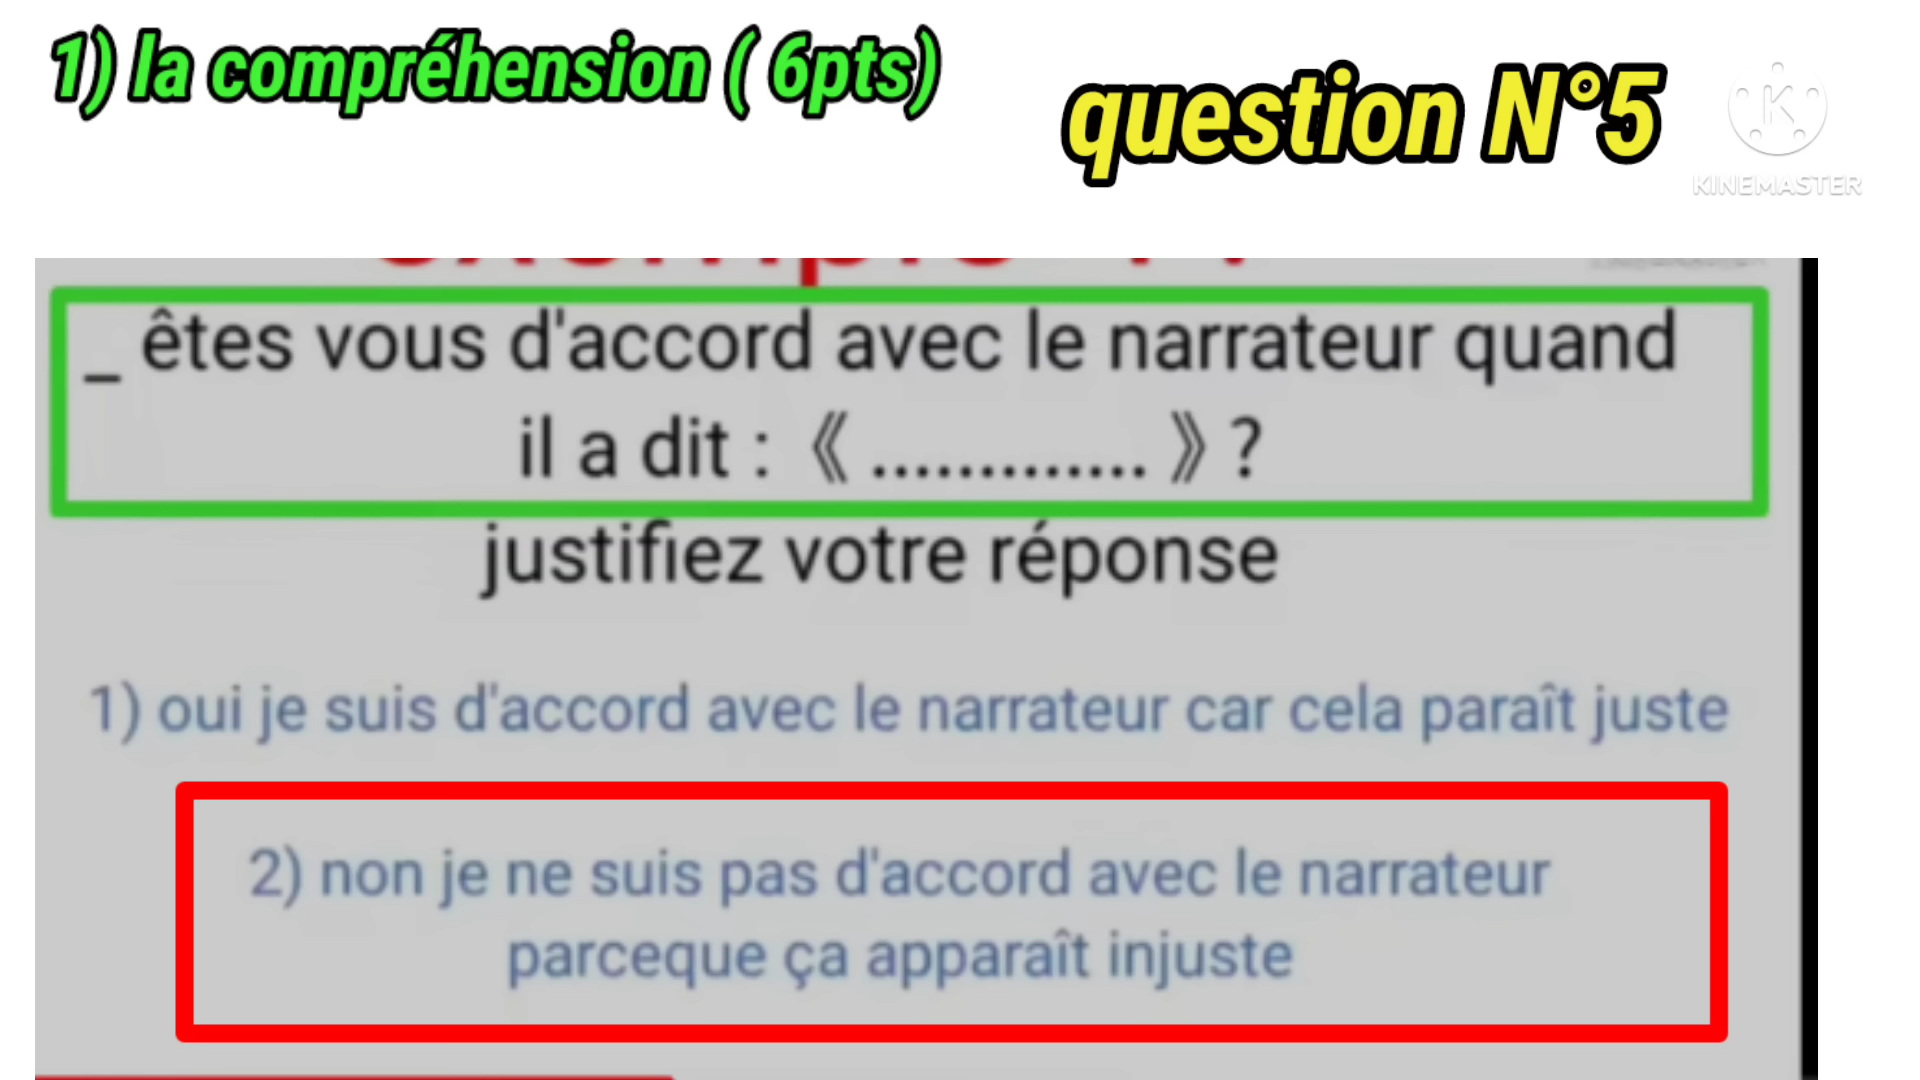 1) la compréhension ( 6pts)
question N°5
KINEMASTER
_ êtes vous d'accord avec le narrateur quand
il a dit : 《 ............. 》 ?
justifiez votre réponse
1) oui je suis d'accord avec le narrateur car cela paraît juste
2) non je ne suis pas d'accord avec le narrateur
parceque ça apparaît injuste